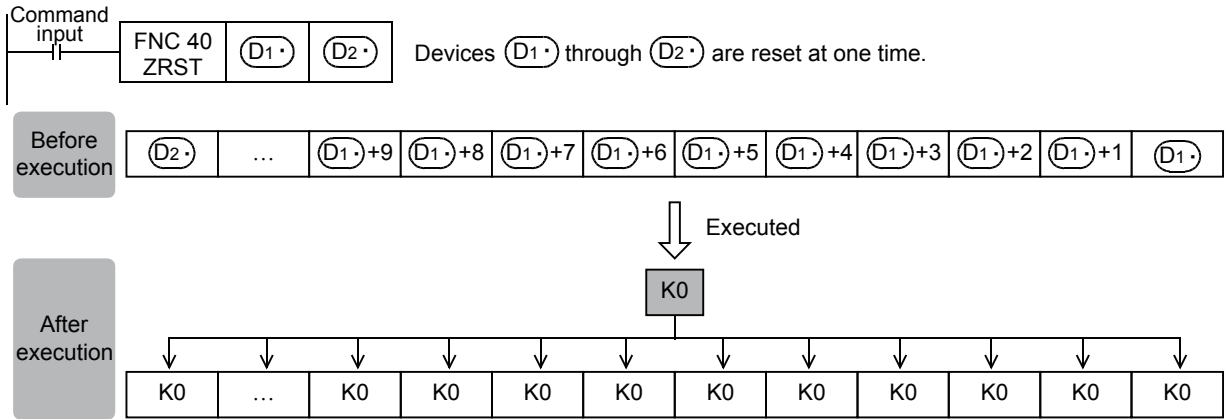 Command
input
FNC 40
ZRST
D1・
D2・
Devices D1・ through D2・ are reset at one time.
Before
execution
D2・ … D1・+9 D1・+8 D1・+7 D1・+6 D1・+5 D1・+4 D1・+3 D1・+2 D1・+1 D1・
Executed
K0
After
execution
K0 … K0 K0 K0 K0 K0 K0 K0 K0 K0 K0